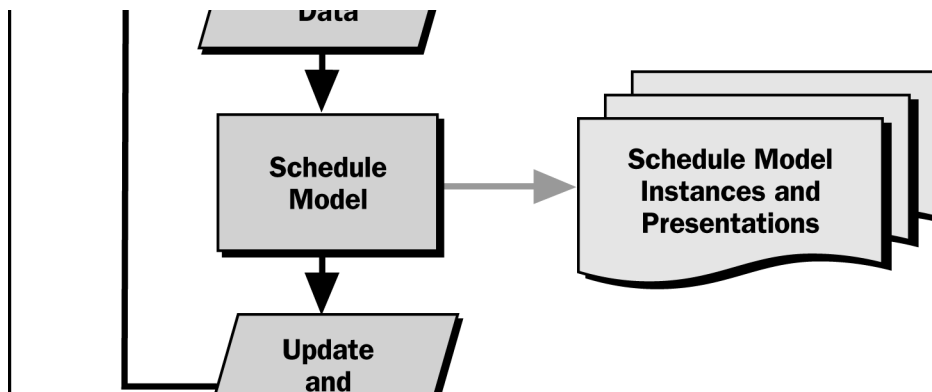 Data
Schedule
Model
Schedule Model
Instances and
Presentations
Update
and